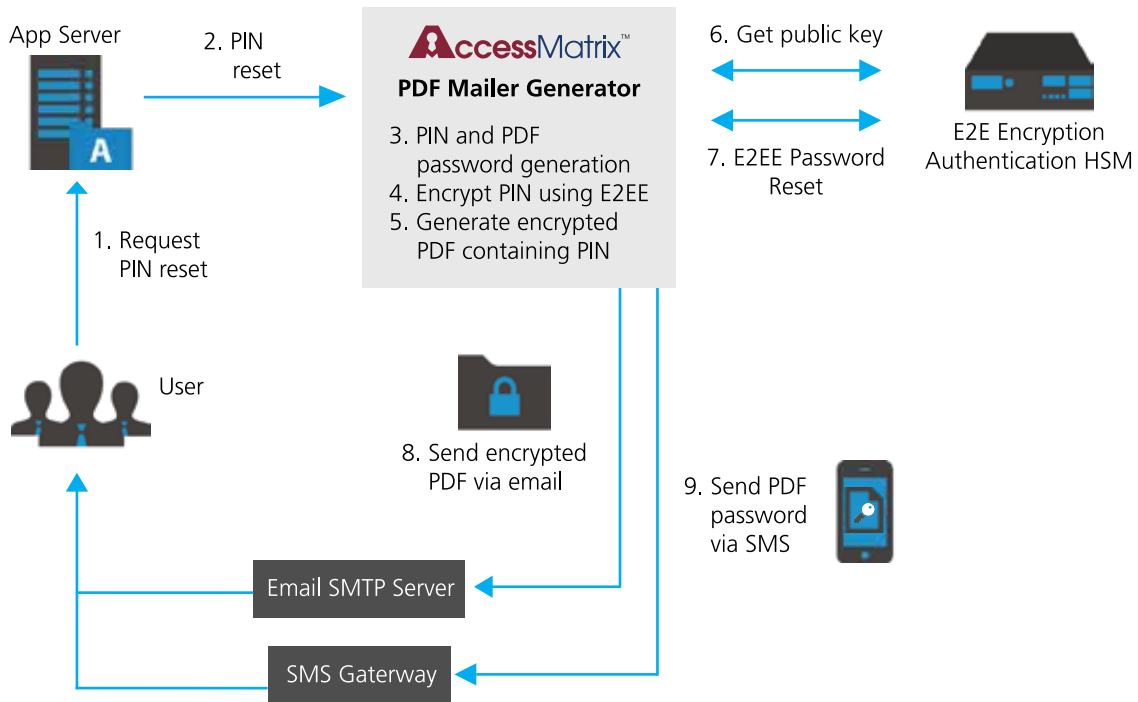 App Server
2. PIN
reset
AccessMatrix™
PDF Mailer Generator
3. PIN and PDF
password generation
4. Encrypt PIN using E2EE
5. Generate encrypted
PDF containing PIN
6. Get public key
7. E2EE Password
Reset
E2E Encryption
Authentication HSM
A
1. Request
PIN reset
User
8. Send encrypted
PDF via email
9. Send PDF
password
via SMS
Email SMTP Server
SMS Gaterway